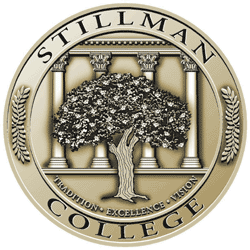 STILLMAN
TRADITION • EXCELLENCE • VISION
COLLEGE